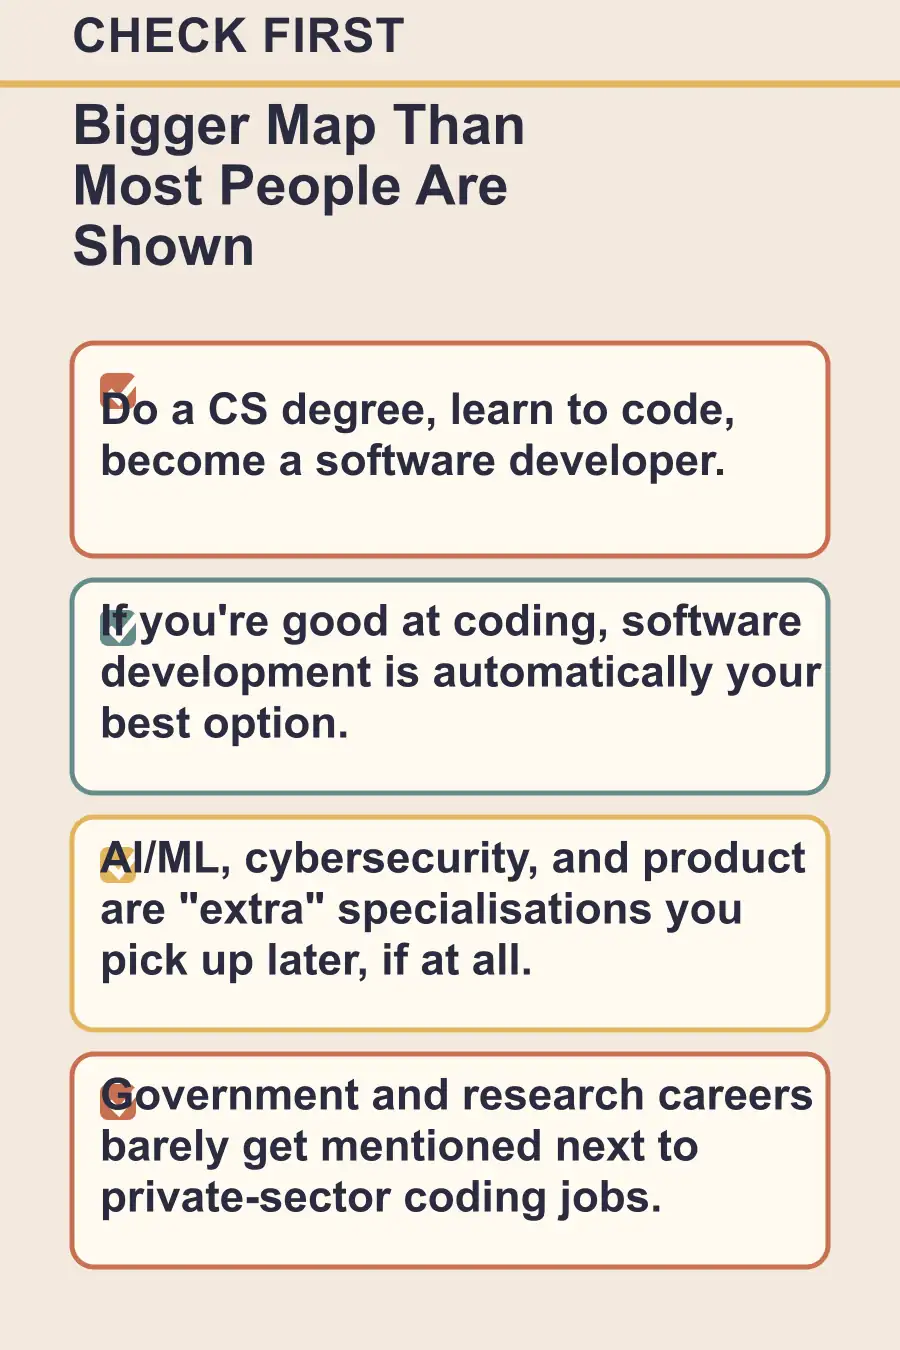 CHECK FIRST
Bigger Map Than
Most People Are
Shown
Do a CS degree, learn to code,
become a software developer.
If you're good at coding, software
development is automatically your
best option.
AI/ML, cybersecurity, and product
are "extra" specialisations you
pick up later, if at all.
Government and research careers
barely get mentioned next to
private-sector coding jobs.